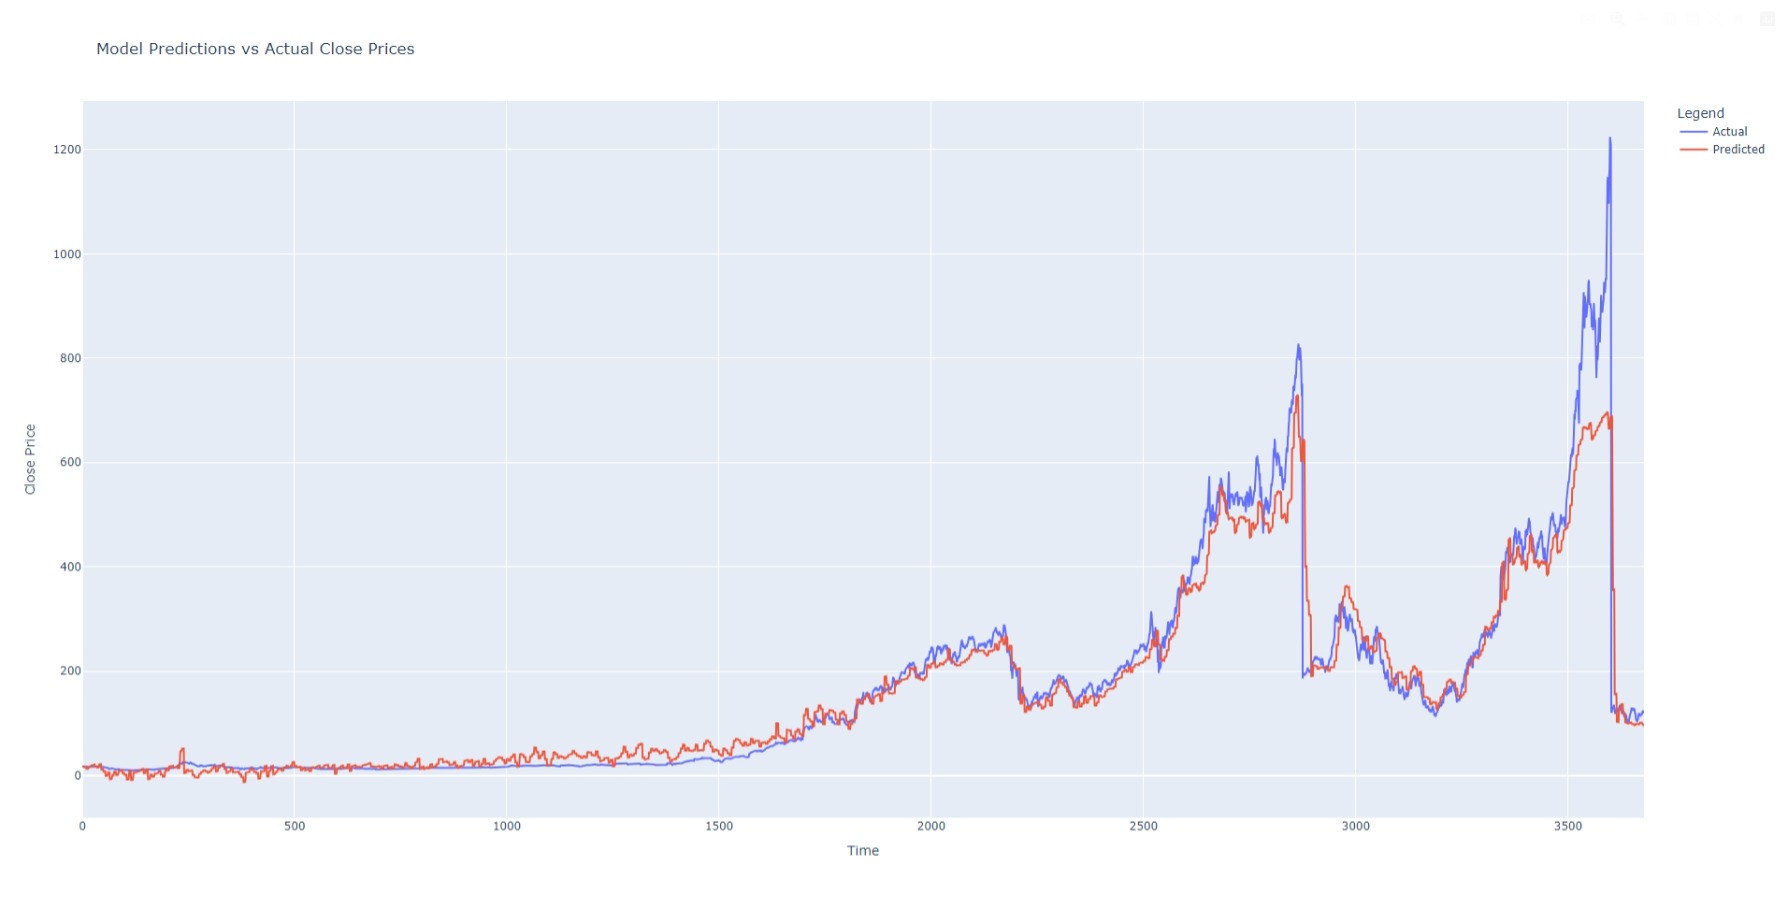 Model Predictions vs Actual Close Prices
Legend
Actual
Predicted
Close Price
1200
1000
800
600
400
200
0
0 500 1000 1500 2000 2500 3000 3500
Time